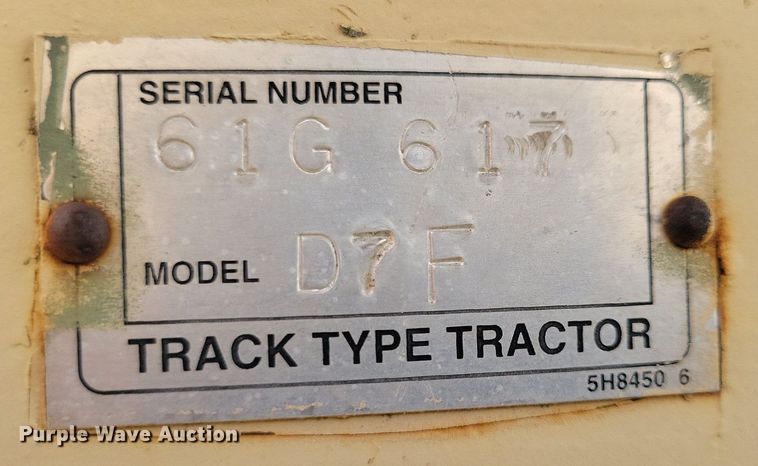 SERIAL NUMBER
61G 617
MODEL D7F
TRACK TYPE TRACTOR
5H8450 6
Purple Wave Auction